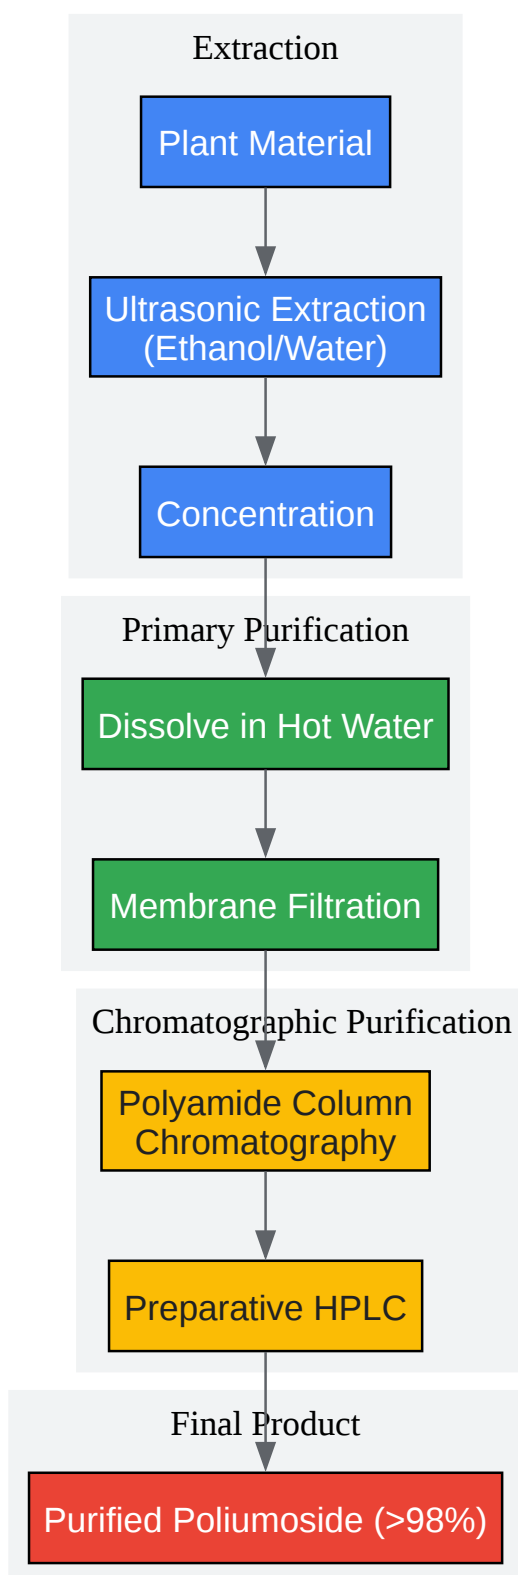 Extraction
Plant Material
Ultrasonic Extraction
(Ethanol/Water)
Concentration
Primary Purification
Dissolve in Hot Water
Membrane Filtration
Chromatographic Purification
Polyamide Column
Chromatography
Preparative HPLC
Final Product
Purified Poliumoside (>98%)